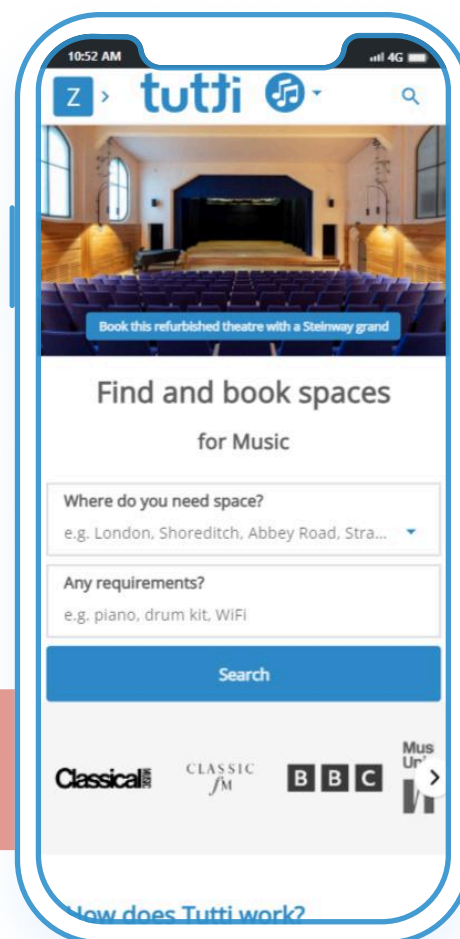 10:52 AM
4G
Z
tutti
Book this refurbished theatre with a Steinway grand
Find and book spaces
for Music
Where do you need space?
e.g. London, Shoreditch, Abbey Road, Stra...
Any requirements?
e.g. piano, drum kit, WiFi
Search
Classical
CLASSIC
fM
BBC
Mus
How does Tutti work?